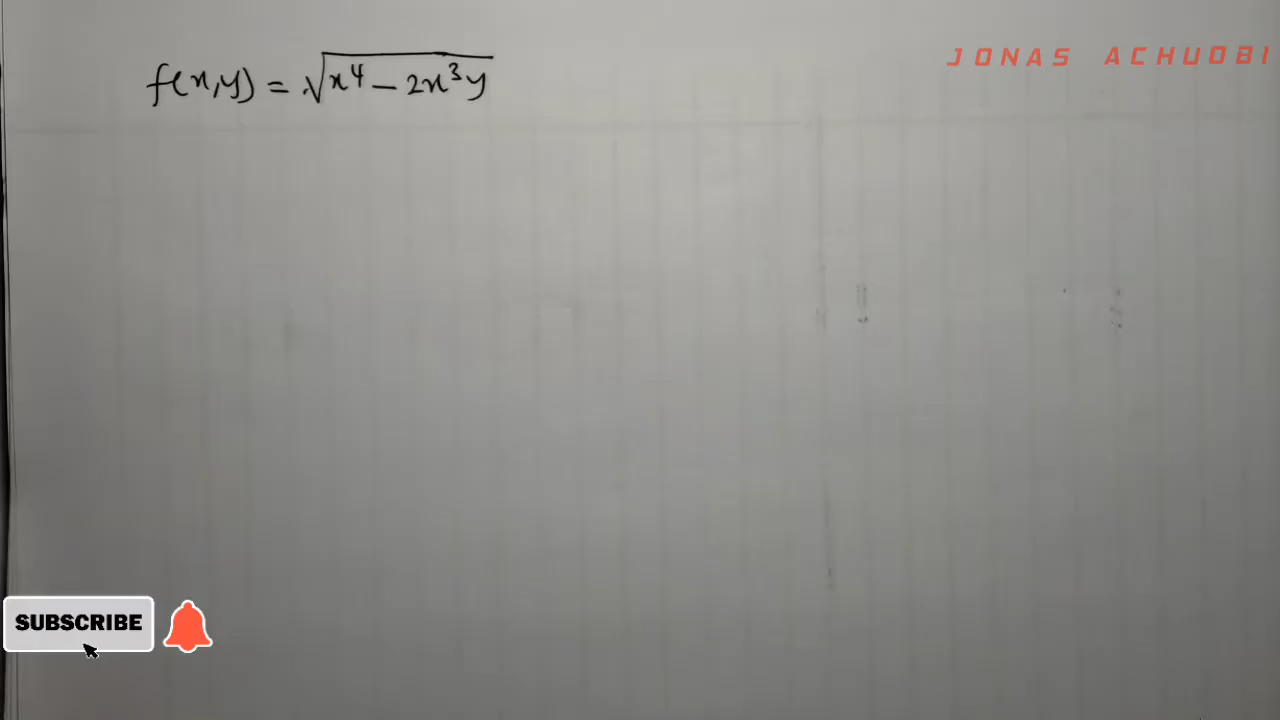 f(x,y) = √(x⁴ − 2x³y)
JONAS ACHUOBI
SUBSCRIBE